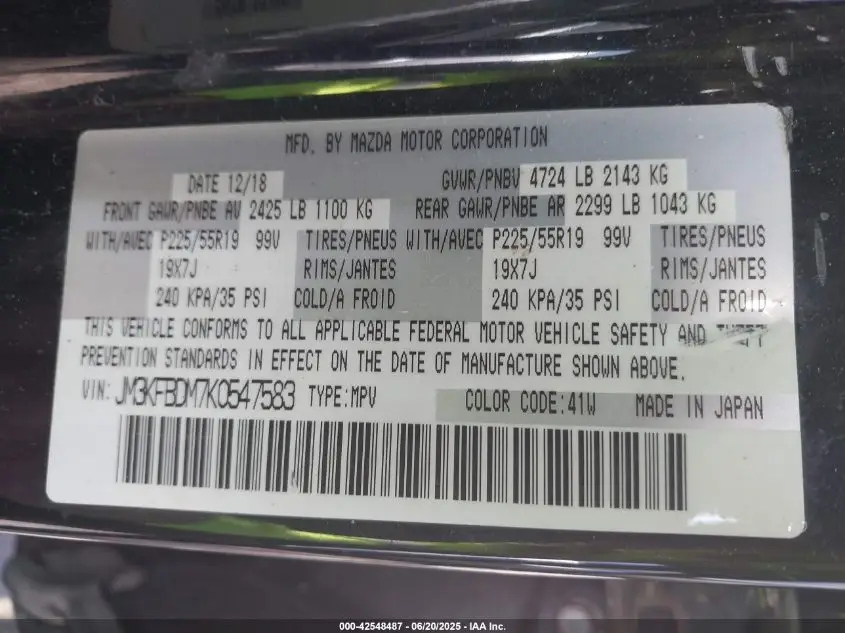 MFD. BY MAZDA MOTOR CORPORATION
DATE 12/18 GVWR/PNBV 4724 LB 2143 KG
FRONT GAWR/PNBE AV 2425 LB 1100 KG REAR GAWR/PNBE AR 2299 LB 1043 KG
WITH/AVEC P225/55R19 99V TIRES/PNEUS WITH/AVEC P225/55R19 99V TIRES/PNEUS
19X7J RIMS/JANTES 19X7J RIMS/JANTES
240 KPA/35 PSI COLD/A FROID 240 KPA/35 PSI COLD/A FROID
THIS VEHICLE CONFORMS TO ALL APPLICABLE FEDERAL MOTOR VEHICLE SAFETY AND THEFT
PREVENTION STANDARDS IN EFFECT ON THE DATE OF MANUFACTURE SHOWN ABOVE.
VIN: JM3KFBDM7K0547583 TYPE:MPV COLOR CODE:41W MADE IN JAPAN
000-42548487 - 06/20/2025 - IAA Inc.